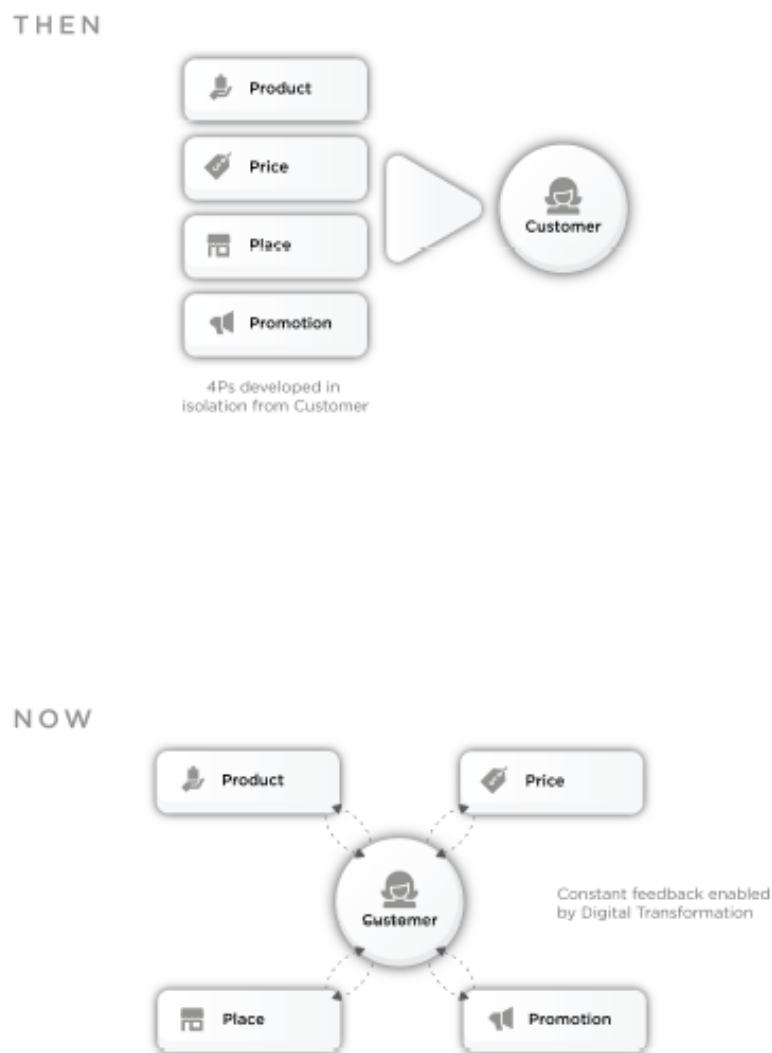 THEN
Product
Price
Place
Promotion
Customer
4Ps developed in
isolation from Customer
NOW
Product
Price
Customer
Constant feedback enabled
by Digital Transformation
Place
Promotion